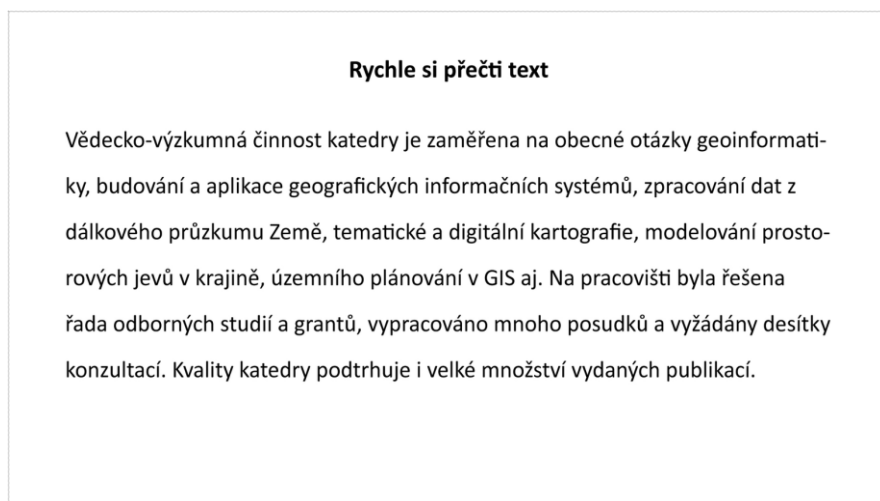 Rychle si přečti text
Vědecko-výzkumná činnost katedry je zaměřena na obecné otázky geoinformati-
ky, budování a aplikace geografických informačních systémů, zpracování dat z
dálkového průzkumu Země, tematické a digitální kartografie, modelování prosto-
rových jevů v krajině, územního plánování v GIS aj. Na pracovišti byla řešena
řada odborných studií a grantů, vypracováno mnoho posudků a vyžádány desítky
konzultací. Kvality katedry podtrhuje i velké množství vydaných publikací.